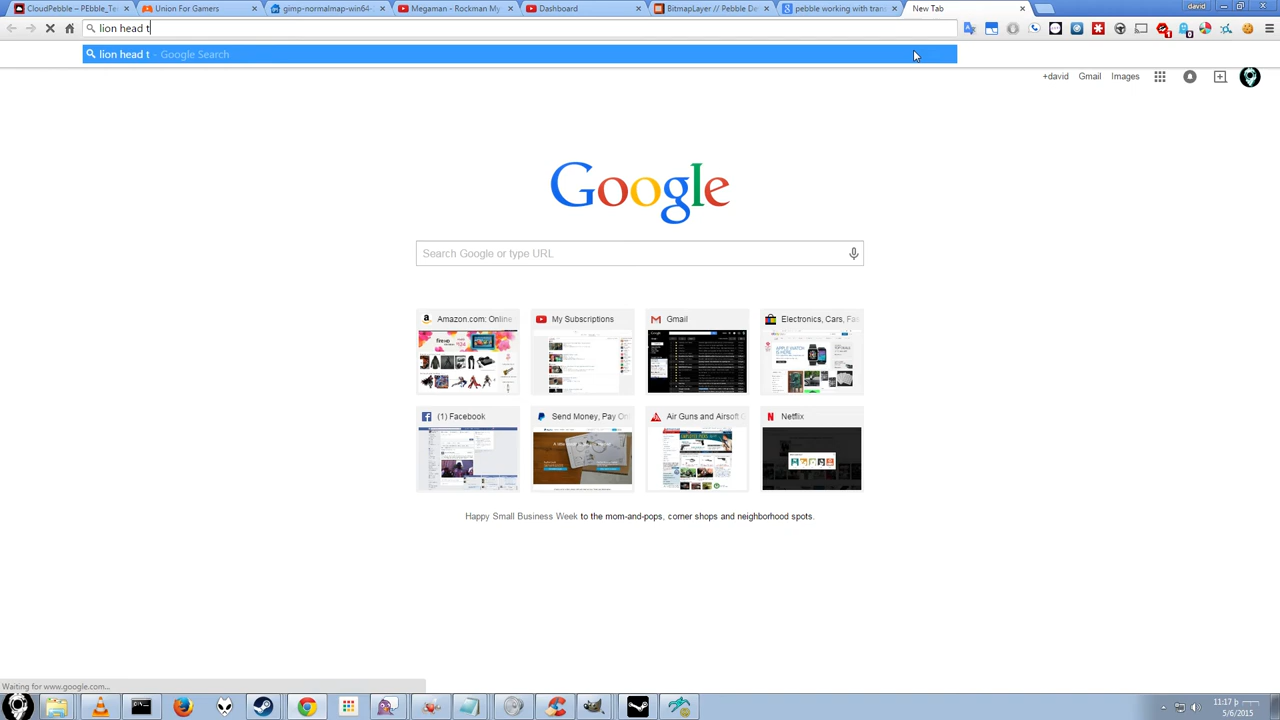 CloudPebble – PEbble_Te
Union For Gamers
gimp-normalmap-win64-
Megaman - Rockman My
Dashboard
BitmapLayer // Pebble De
pebble working with trans
New Tab
david
lion head t
lion head t - Google Search
+david
Gmail
Images
Google
Search Google or type URL
Amazon.com: Online
My Subscriptions
Gmail
Electronics, Cars, Fas
(1) Facebook
Send Money, Pay On
Air Guns and Airsoft G
Netflix
Happy Small Business Week to the mom-and-pops, corner shops and neighborhood spots.
Waiting for www.google.com...
11:17 þ
5/6/2015